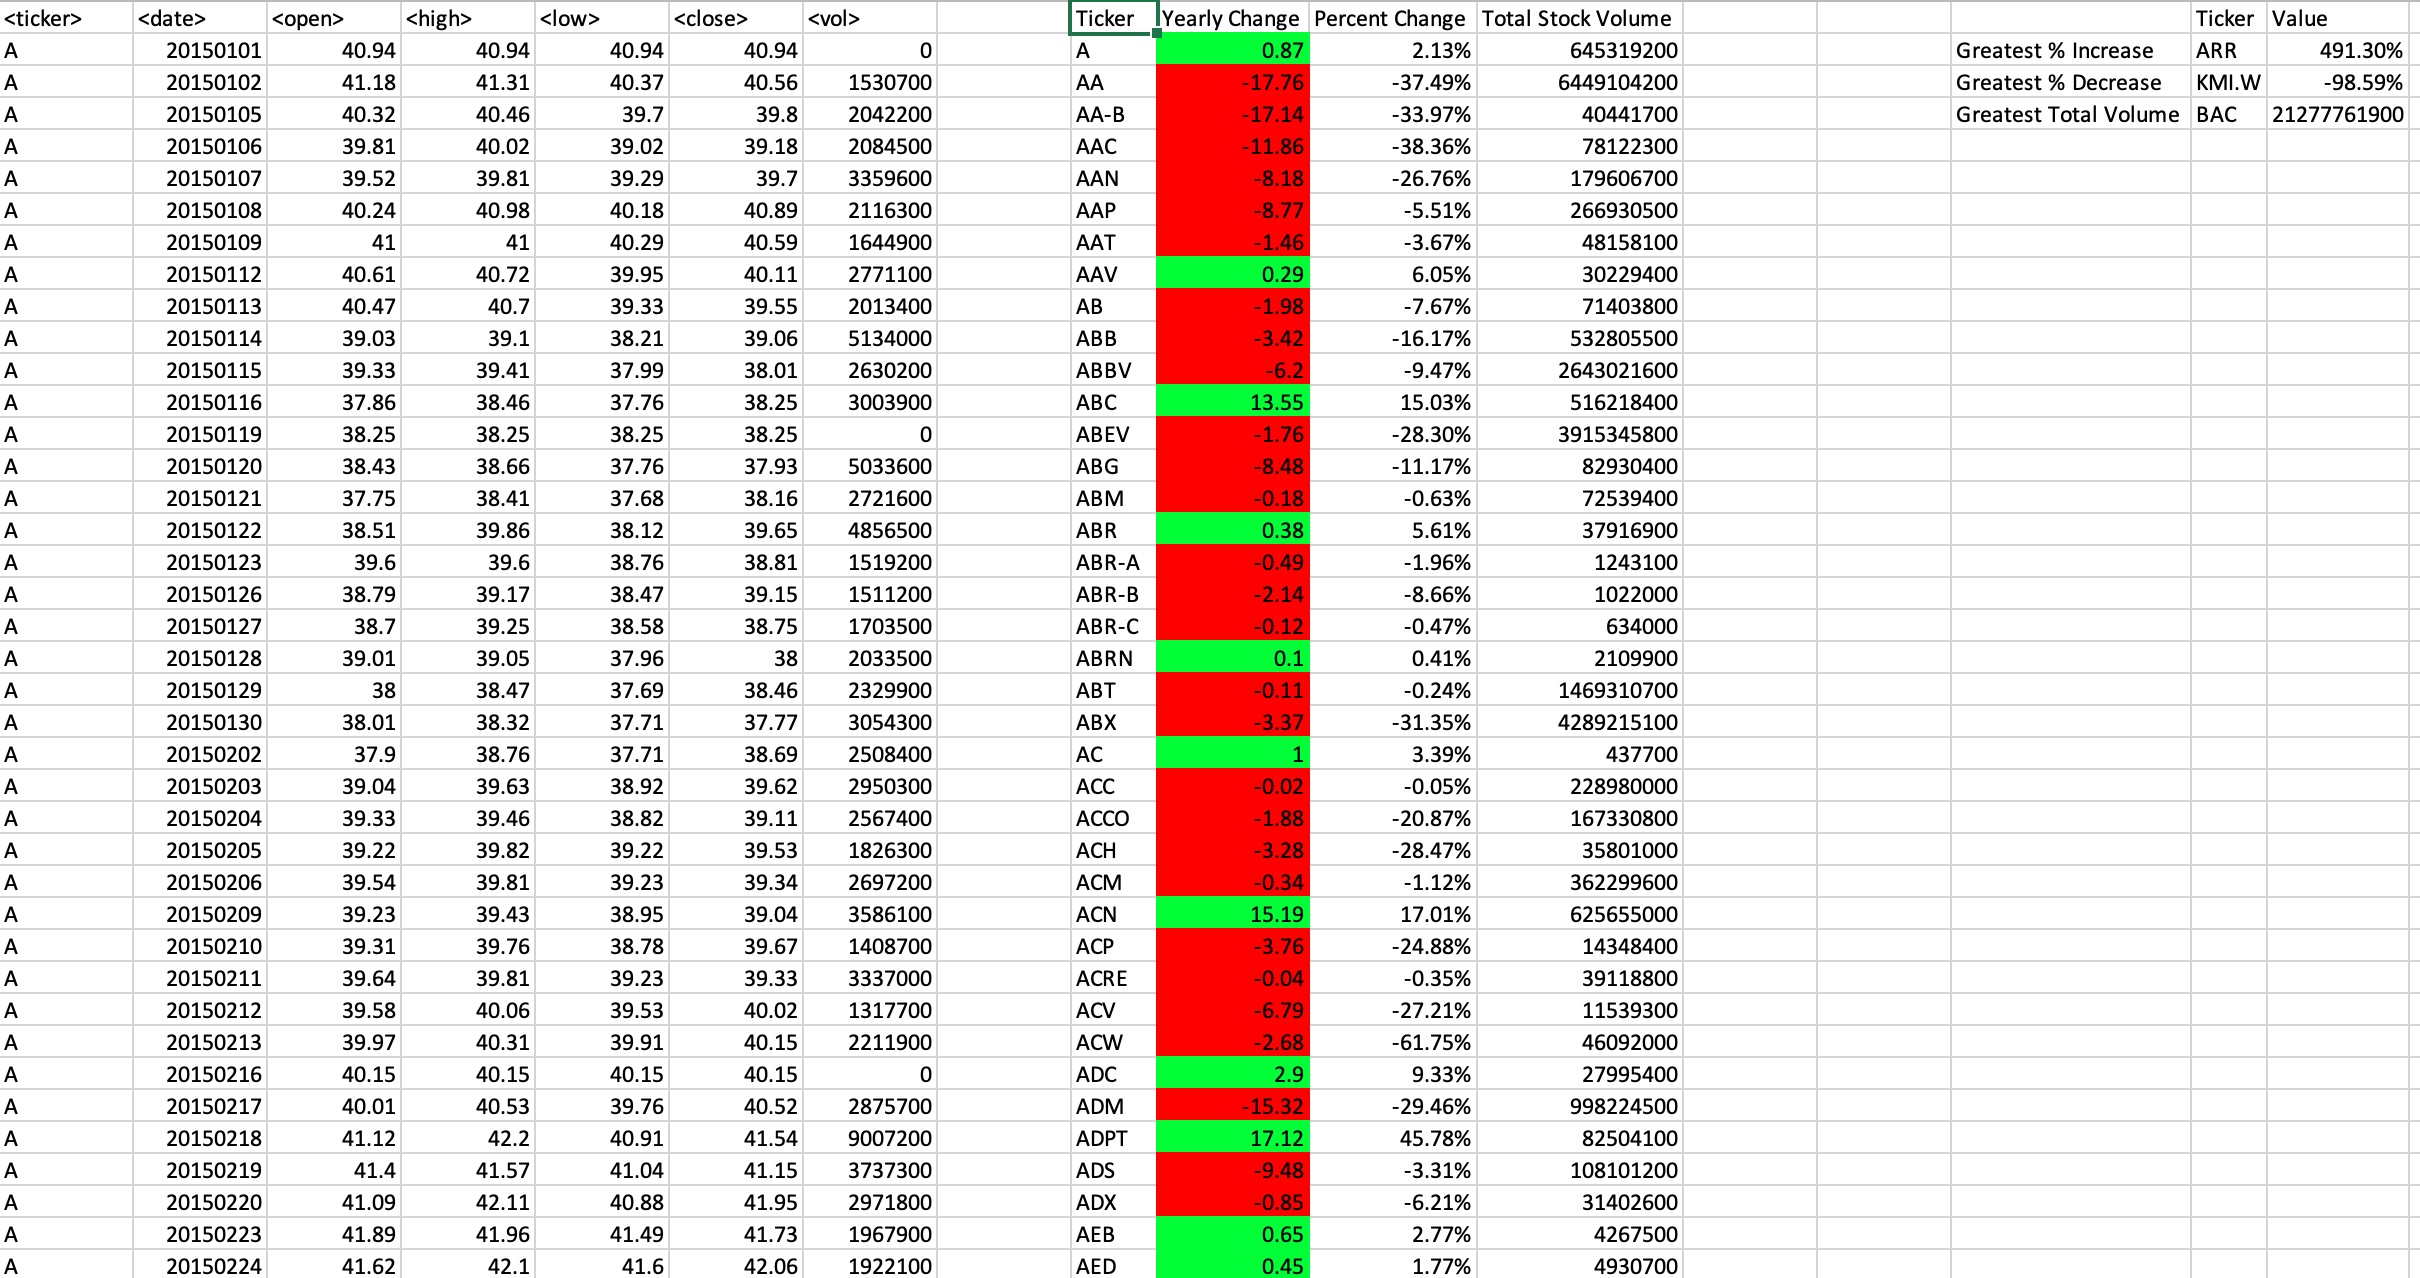 <ticker> <date> <open> <high> <low> <close> <vol> Ticker Yearly Change Percent Change Total Stock Volume Ticker Value
A 20150101 40.94 40.94 40.94 40.94 0 A 0.87 2.13% 645319200 Greatest % Increase ARR 491.30%
A 20150102 41.18 41.31 40.37 40.56 1530700 AA -17.76 -37.49% 6449104200 Greatest % Decrease KMI.W -98.59%
A 20150105 40.32 40.46 39.7 39.8 2042200 AA-B -17.14 -33.97% 40441700 Greatest Total Volume BAC 21277761900
A 20150106 39.81 40.02 39.02 39.18 2084500 AAC -11.86 -38.36% 78122300
A 20150107 39.52 39.81 39.29 39.7 3359600 AAN -8.18 -26.76% 179606700
A 20150108 40.24 40.98 40.18 40.89 2116300 AAP -8.77 -5.51% 266930500
A 20150109 41 41 40.29 40.59 1644900 AAT -1.46 -3.67% 48158100
A 20150112 40.61 40.72 39.95 40.11 2771100 AAV 0.29 6.05% 30229400
A 20150113 40.47 40.7 39.33 39.55 2013400 AB -1.98 -7.67% 71403800
A 20150114 39.03 39.1 38.21 39.06 5134000 ABB -3.42 -16.17% 532805500
A 20150115 39.33 39.41 37.99 38.01 2630200 ABBV -6.2 -9.47% 2643021600
A 20150116 37.86 38.46 37.76 38.25 3003900 ABC 13.55 15.03% 516218400
A 20150119 38.25 38.25 38.25 38.25 0 ABEV -1.76 -28.30% 3915345800
A 20150120 38.43 38.66 37.76 37.93 5033600 ABG -8.48 -11.17% 82930400
A 20150121 37.75 38.41 37.68 38.16 2721600 ABM -0.18 -0.63% 72539400
A 20150122 38.51 39.86 38.12 39.65 4856500 ABR 0.38 5.61% 37916900
A 20150123 39.6 39.6 38.76 38.81 1519200 ABR-A -0.49 -1.96% 1243100
A 20150126 38.79 39.17 38.47 39.15 1511200 ABR-B -2.14 -8.66% 1022000
A 20150127 38.7 39.25 38.58 38.75 1703500 ABR-C -0.12 -0.47% 634000
A 20150128 39.01 39.05 37.96 38 2033500 ABRN 0.1 0.41% 2109900
A 20150129 38 38.47 37.69 38.46 2329900 ABT -0.11 -0.24% 1469310700
A 20150130 38.01 38.32 37.71 37.77 3054300 ABX -3.37 -31.35% 4289215100
A 20150202 37.9 38.76 37.71 38.69 2508400 AC 1 3.39% 437700
A 20150203 39.04 39.63 38.92 39.62 2950300 ACC -0.02 -0.05% 228980000
A 20150204 39.33 39.46 38.82 39.11 2567400 ACCO -1.88 -20.87% 167330800
A 20150205 39.22 39.82 39.22 39.53 1826300 ACH -3.28 -28.47% 35801000
A 20150206 39.54 39.81 39.23 39.34 2697200 ACM -0.34 -1.12% 362299600
A 20150209 39.23 39.43 38.95 39.04 3586100 ACN 15.19 17.01% 625655000
A 20150210 39.31 39.76 38.78 39.67 1408700 ACP -3.76 -24.88% 14348400
A 20150211 39.64 39.81 39.23 39.33 3337000 ACRE -0.04 -0.35% 39118800
A 20150212 39.58 40.06 39.53 40.02 1317700 ACV -6.79 -27.21% 11539300
A 20150213 39.97 40.31 39.91 40.15 2211900 ACW -2.68 -61.75% 46092000
A 20150216 40.15 40.15 40.15 40.15 0 ADC 2.9 9.33% 27995400
A 20150217 40.01 40.53 39.76 40.52 2875700 ADM -15.32 -29.46% 998224500
A 20150218 41.12 42.2 40.91 41.54 9007200 ADPT 17.12 45.78% 82504100
A 20150219 41.4 41.57 41.04 41.15 3737300 ADS -9.48 -3.31% 108101200
A 20150220 41.09 42.11 40.88 41.95 2971800 ADX -0.85 -6.21% 31402600
A 20150223 41.89 41.96 41.49 41.73 1967900 AEB 0.65 2.77% 4267500
A 20150224 41.62 42.1 41.6 42.06 1922100 AED 0.45 1.77% 4930700